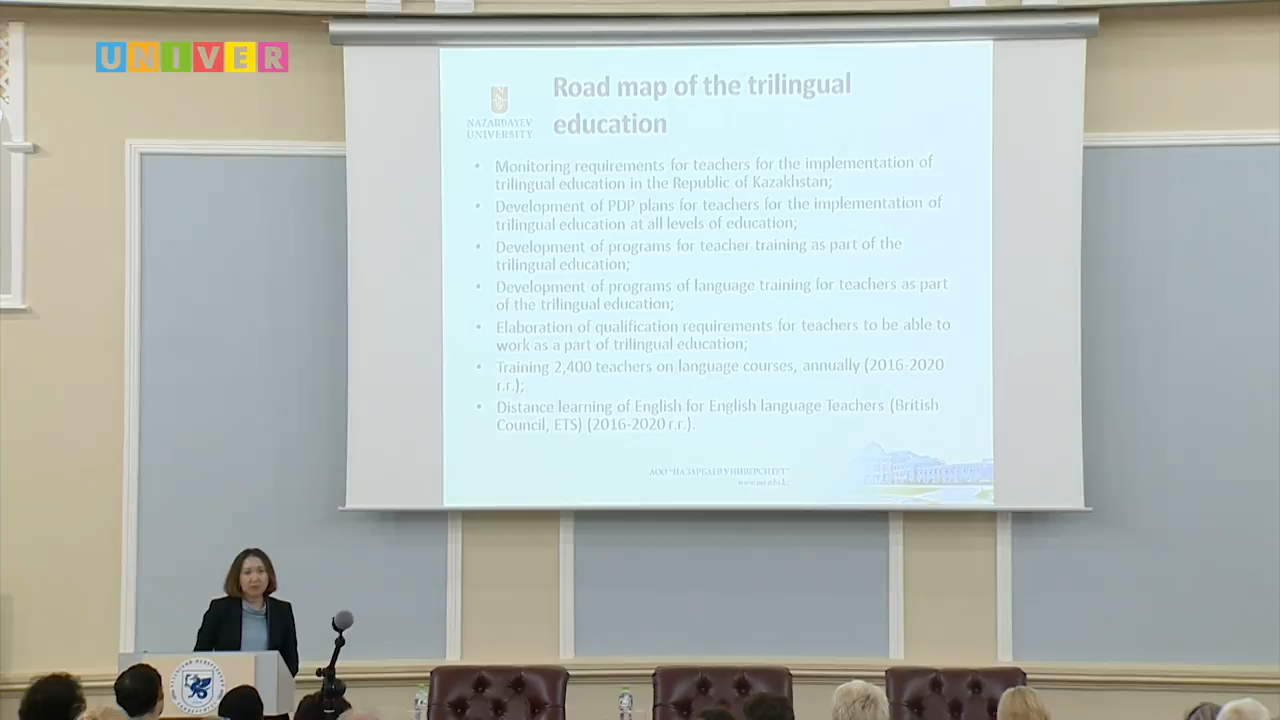 UNIVER
Road map of the trilingual
education
NAZARBAYEV
UNIVERSITY
• Monitoring requirements for teachers for the implementation of
trilingual education in the Republic of Kazakhstan;
• Development of PDP plans for teachers for the implementation of
trilingual education at all levels of education;
• Development of programs for teacher training as part of the
trilingual education;
• Development of programs of language training for teachers as part
of the trilingual education;
• Elaboration of qualification requirements for teachers to be able to
work as a part of trilingual education;
• Training 2,400 teachers on language courses, annually (2016-2020
г.г.);
• Distance learning of English for English language Teachers (British
Council, ETS) (2016-2020 г.г.).
АОО "НАЗАРБАЕВ УНИВЕРСИТЕТ"
www.nu.edu.kz